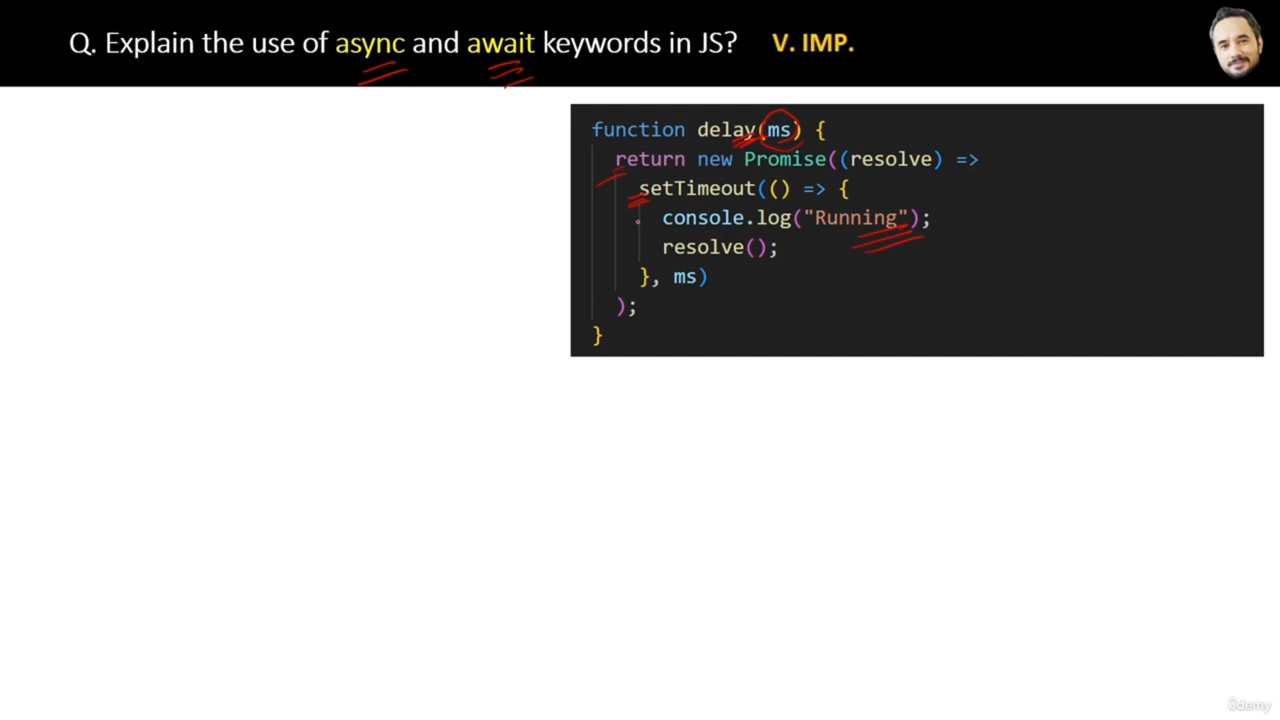 Q. Explain the use of async and await keywords in JS? V. IMP.
function delay(ms) {
return new Promise((resolve) =>
setTimeout(() => {
console.log("Running");
resolve();
}, ms)
);
}
ûdemy